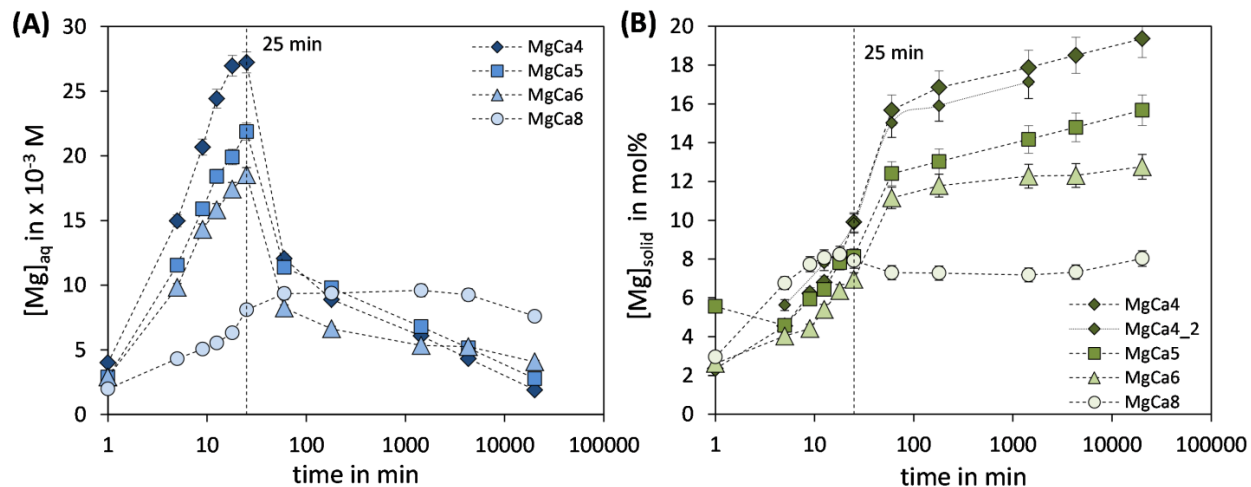 (A)
30
25
20
15
10
5
0
[Mg]aq in x 10⁻³ M
25 min
MgCa4
MgCa5
MgCa6
MgCa8
1 10 100 1000 10000 100000
time in min
(B)
20
18
16
14
12
10
8
6
4
2
0
[Mg]solid in mol%
25 min
MgCa4
MgCa4_2
MgCa5
MgCa6
MgCa8
1 10 100 1000 10000 100000
time in min